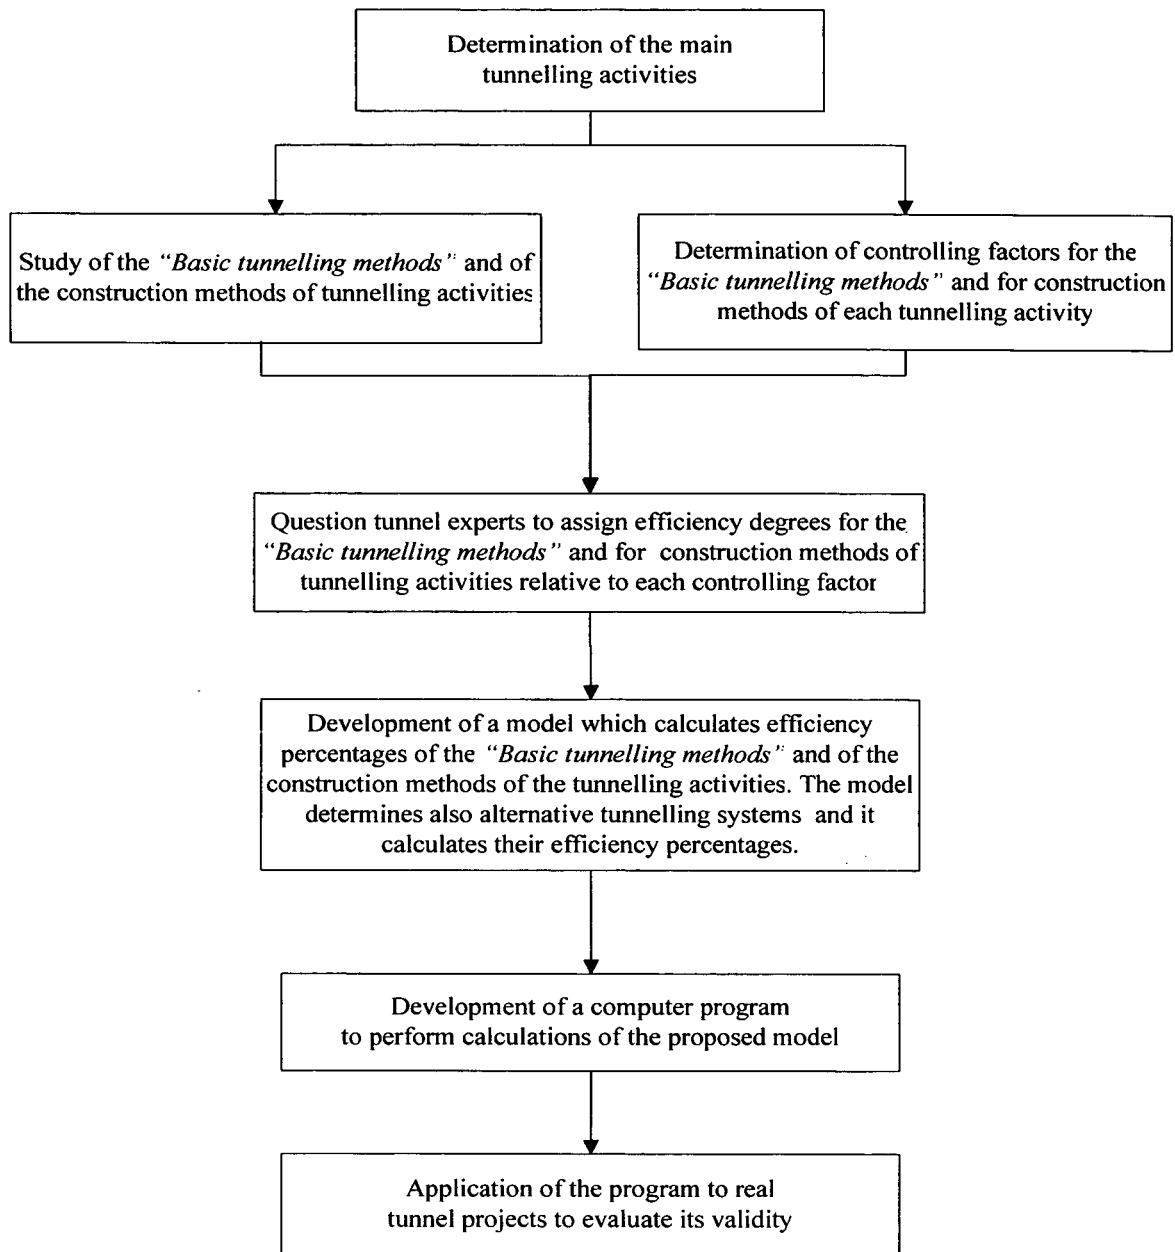 Determination of the main
tunnelling activities
Study of the “Basic tunnelling methods” and of
the construction methods of tunnelling activities
Determination of controlling factors for the
“Basic tunnelling methods” and for construction
methods of each tunnelling activity
Question tunnel experts to assign efficiency degrees for the
“Basic tunnelling methods” and for construction methods of
tunnelling activities relative to each controlling factor
Development of a model which calculates efficiency
percentages of the “Basic tunnelling methods” and of the
construction methods of the tunnelling activities. The model
determines also alternative tunnelling systems and it
calculates their efficiency percentages.
Development of a computer program
to perform calculations of the proposed model
Application of the program to real
tunnel projects to evaluate its validity